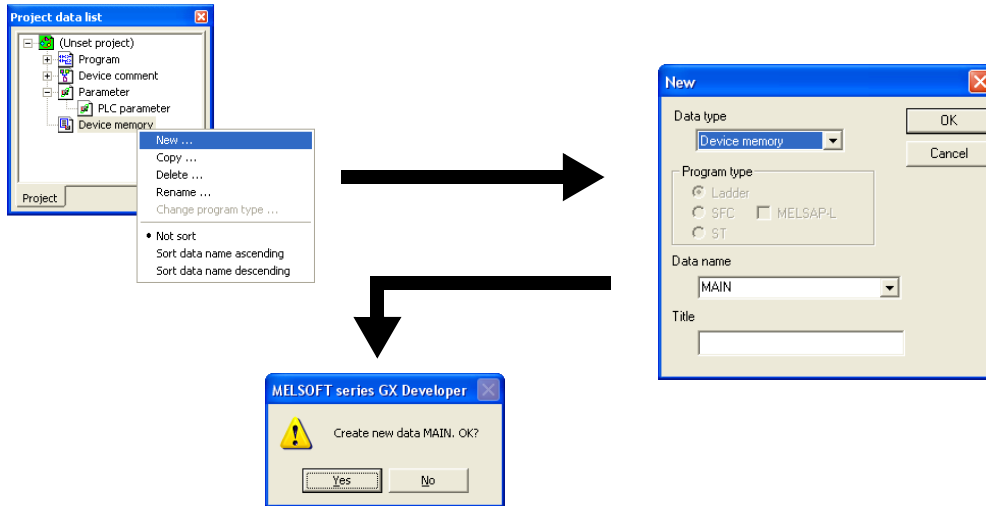 Project data list
(Unset project)
Program
Device comment
Parameter
PLC parameter
Device memory
Project
New ...
Copy ...
Delete ...
Rename ...
Change program type ...
Not sort
Sort data name ascending
Sort data name descending
New
Data type
Device memory
OK
Cancel
Program type
Ladder
SFC MELSAP-L
ST
Data name
MAIN
Title
MELSOFT series GX Developer
Create new data MAIN. OK?
Yes No